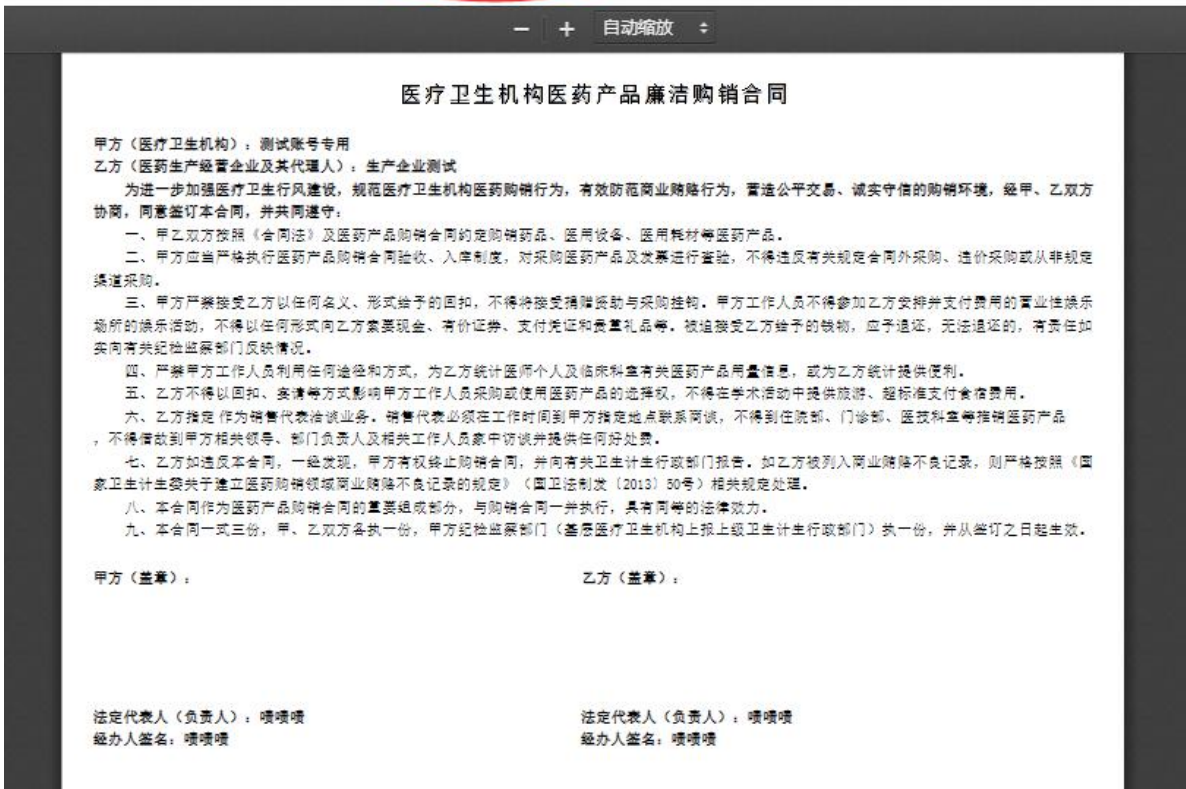 − + 自动缩放
医疗卫生机构医药产品廉洁购销合同
甲方（医疗卫生机构）：测试账号专用
乙方（医药生产经营企业及其代理人）：生产企业测试
为进一步加强医疗卫生行风建设，规范医疗卫生机构医药购销行为，有效防范商业贿赂行为，营造公平交易、诚实守信的购销环境，经甲、乙双方
协商，同意签订本合同，并共同遵守：
一、甲乙双方按照《合同法》及医药产品购销合同约定购销药品、医用设备、医用耗材等医药产品。
二、甲方应当严格执行医药产品购销合同验收、入库制度，对采购医药产品及发票进行查验，不得违反有关规定合同外采购、违价采购或从非规定
渠道采购。
三、甲方严禁接受乙方以任何名义、形式给予的回扣，不得将接受捐赠资助与采购挂钩。甲方工作人员不得参加乙方安排并支付费用的营业性娱乐
场所的娱乐活动，不得以任何形式向乙方索要现金、有价证券、支付凭证和贵重礼品等。被迫接受乙方给予的钱物，应予退还，无法退还的，有责任如
实向有关纪检监察部门反映情况。
四、严禁甲方工作人员利用任何途径和方式，为乙方统计医师个人及临床科室有关医药产品用量信息，或为乙方统计提供便利。
五、乙方不得以回扣、宴请等方式影响甲方工作人员采购或使用医药产品的选择权，不得在学术活动中提供旅游、超标准支付食宿费用。
六、乙方指定 作为销售代表洽谈业务。销售代表必须在工作时间到甲方指定地点联系商谈，不得到住院部、门诊部、医技科室等推销医药产品
，不得借故到甲方相关领导、部门负责人及相关工作人员家中访谈并提供任何好处费。
七、乙方如违反本合同，一经发现，甲方有权终止购销合同，并向有关卫生计生行政部门报告。如乙方被列入商业贿赂不良记录，则严格按照《国
家卫生计生委关于建立医药购销领域商业贿赂不良记录的规定》（国卫法制发〔2013〕50号）相关规定处理。
八、本合同作为医药产品购销合同的重要组成部分，与购销合同一并执行，具有同等的法律效力。
九、本合同一式三份，甲、乙双方各执一份，甲方纪检监察部门（基层医疗卫生机构上报上级卫生计生行政部门）执一份，并从签订之日起生效。
甲方（盖章）： 乙方（盖章）：
法定代表人（负责人）：啧啧啧 法定代表人（负责人）：啧啧啧
经办人签名：啧啧啧 经办人签名：啧啧啧